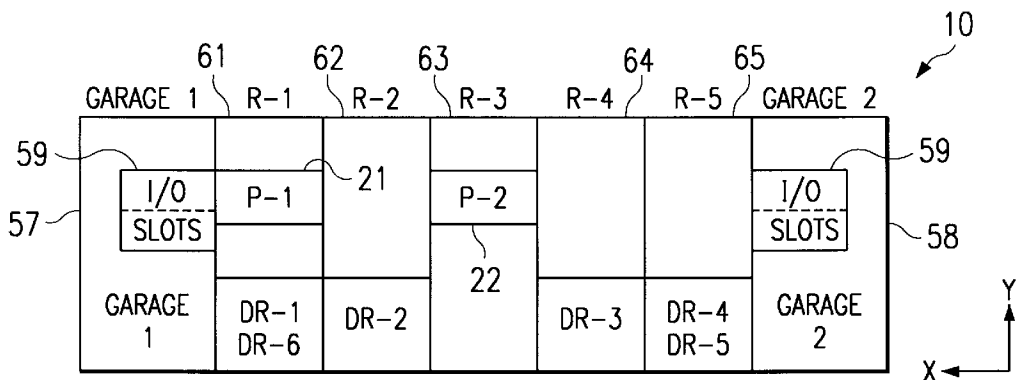 10
61
62
63
64
65
GARAGE 1
R-1
R-2
R-3
R-4
R-5
GARAGE 2
59
21
59
I/O
SLOTS
P-1
P-2
I/O
SLOTS
57
58
22
GARAGE
1
DR-1
DR-6
DR-2
DR-3
DR-4
DR-5
GARAGE
2
Y
X